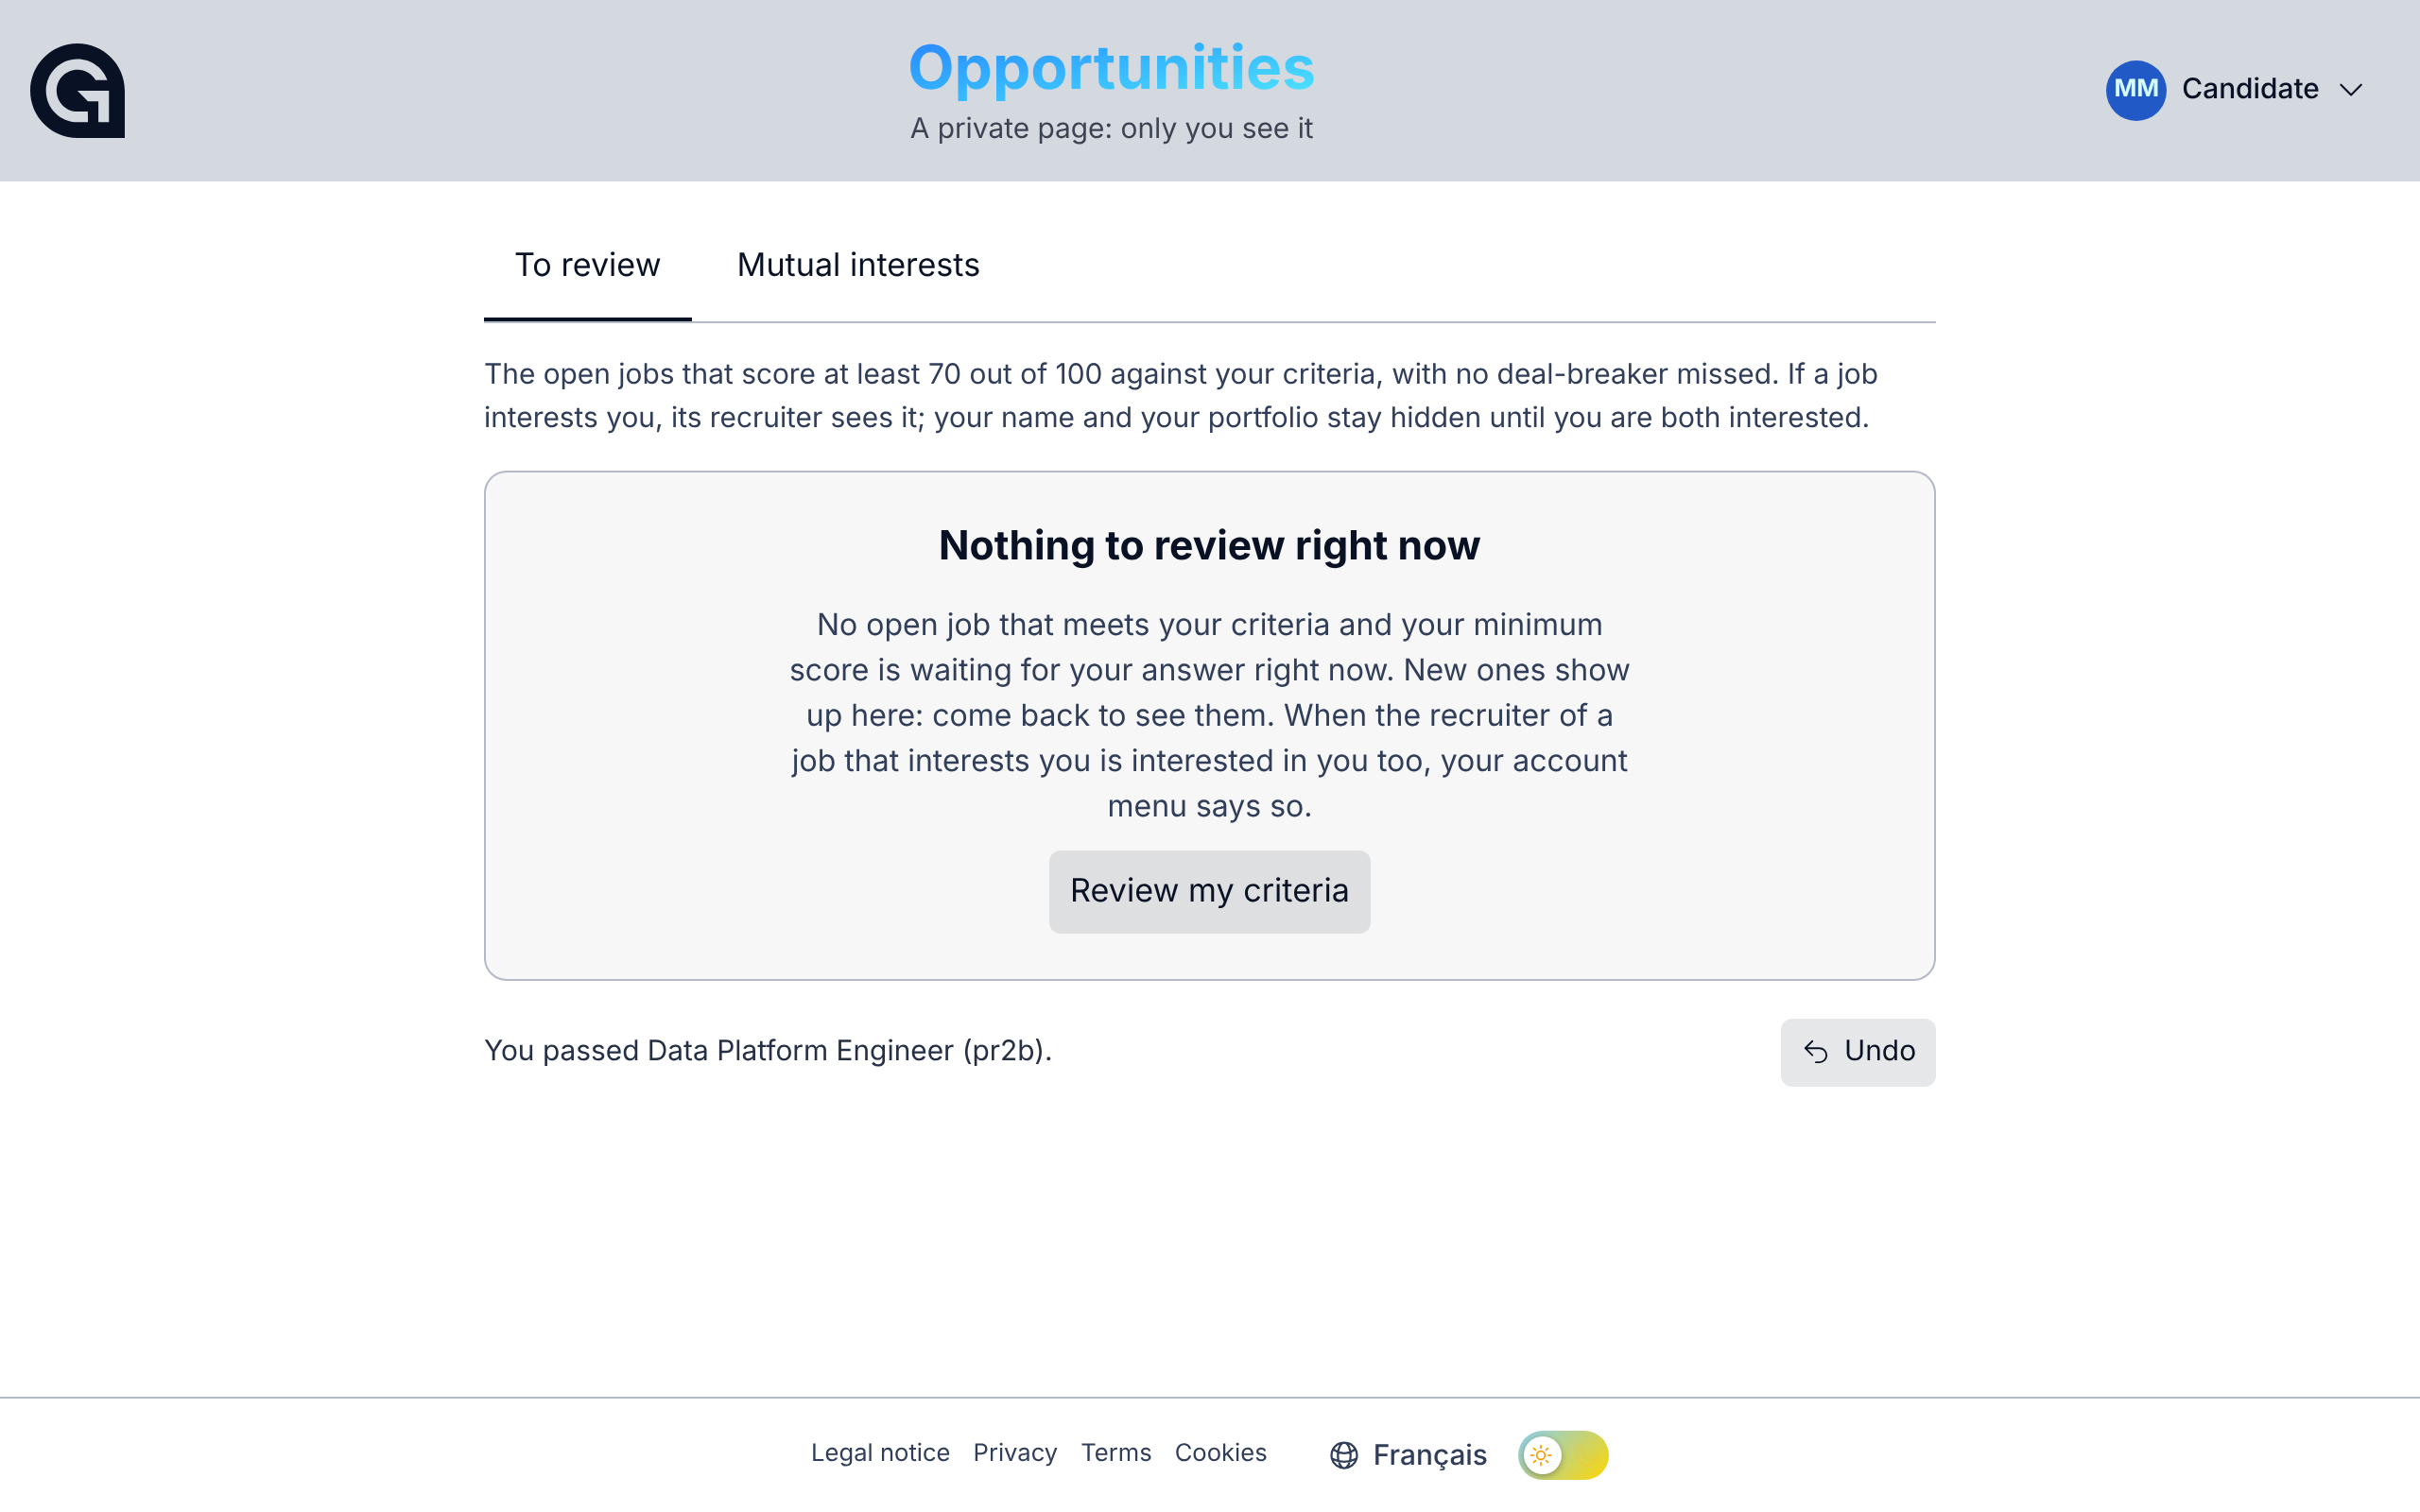 Opportunities
A private page: only you see it
MM Candidate
To review Mutual interests
The open jobs that score at least 70 out of 100 against your criteria, with no deal-breaker missed. If a job
interests you, its recruiter sees it; your name and your portfolio stay hidden until you are both interested.
Nothing to review right now
No open job that meets your criteria and your minimum
score is waiting for your answer right now. New ones show
up here: come back to see them. When the recruiter of a
job that interests you is interested in you too, your account
menu says so.
Review my criteria
You passed Data Platform Engineer (pr2b). Undo
Legal notice Privacy Terms Cookies Français